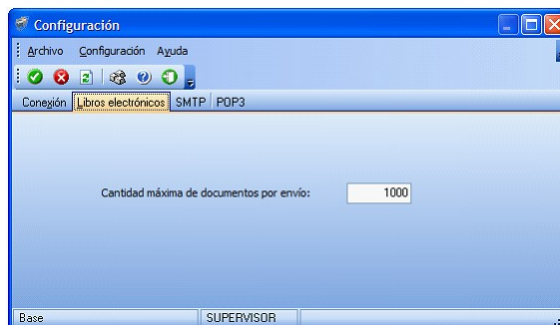 Configuración
Archivo Configuración Ayuda
Conexión Libros electrónicos SMTP POP3
Cantidad máxima de documentos por envío: 1000
Base SUPERVISOR